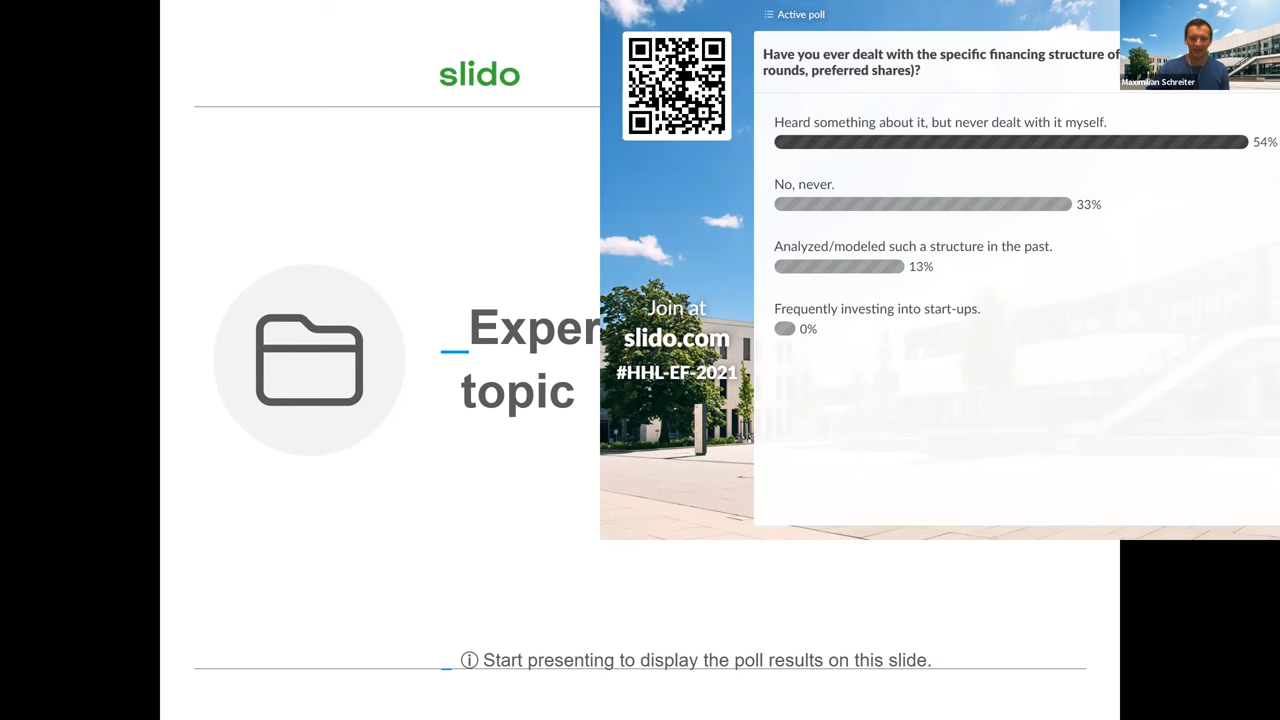 slido
_Exper
topic
ⓘ Start presenting to display the poll results on this slide.
Active poll
Join at
slido.com
#HHL-EF-2021
Have you ever dealt with the specific financing structure of
rounds, preferred shares)?
Heard something about it, but never dealt with it myself.
54%
No, never.
33%
Analyzed/modeled such a structure in the past.
13%
Frequently investing into start-ups.
0%
Maximilian Schreiter